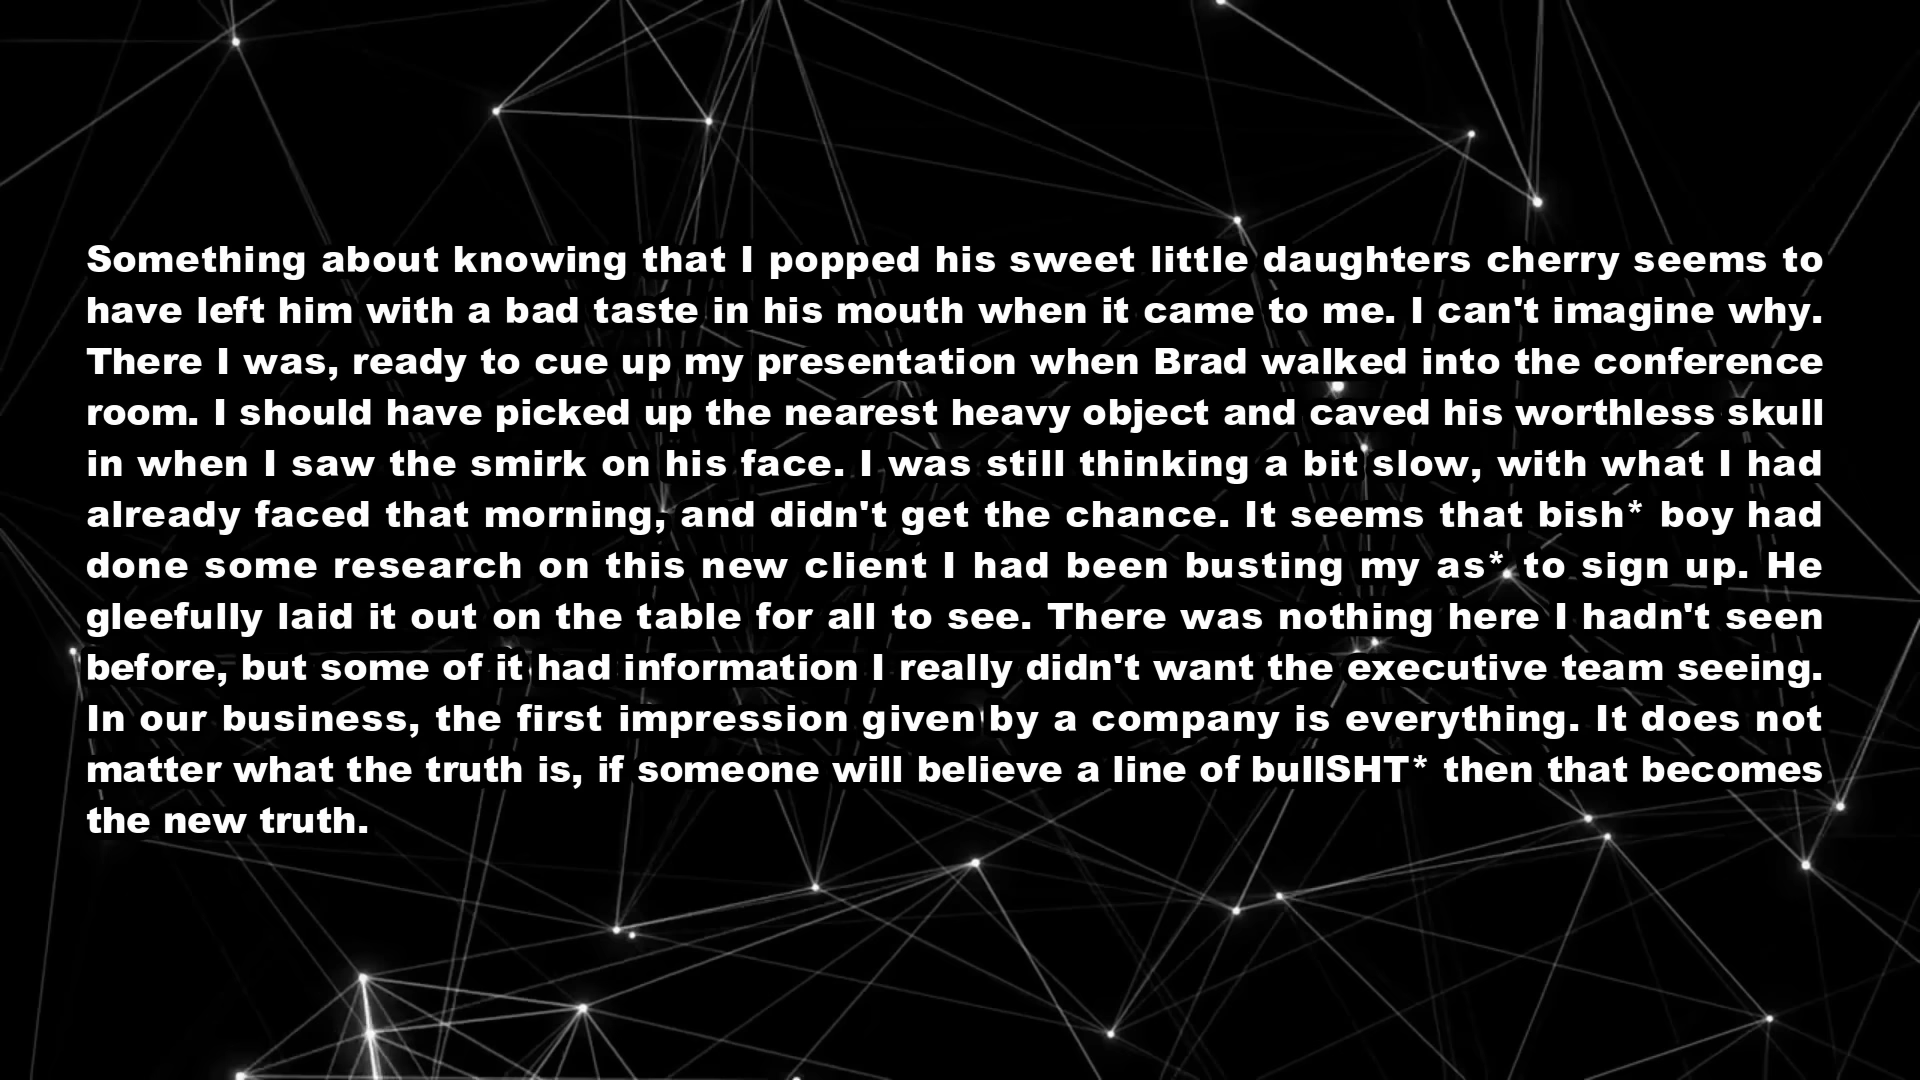 Something about knowing that I popped his sweet little daughters cherry seems to
have left him with a bad taste in his mouth when it came to me. I can't imagine why.
There I was, ready to cue up my presentation when Brad walked into the conference
room. I should have picked up the nearest heavy object and caved his worthless skull
in when I saw the smirk on his face. I was still thinking a bit slow, with what I had
already faced that morning, and didn't get the chance. It seems that bish* boy had
done some research on this new client I had been busting my as* to sign up. He
gleefully laid it out on the table for all to see. There was nothing here I hadn't seen
before, but some of it had information I really didn't want the executive team seeing.
In our business, the first impression given by a company is everything. It does not
matter what the truth is, if someone will believe a line of bullSHT* then that becomes
the new truth.